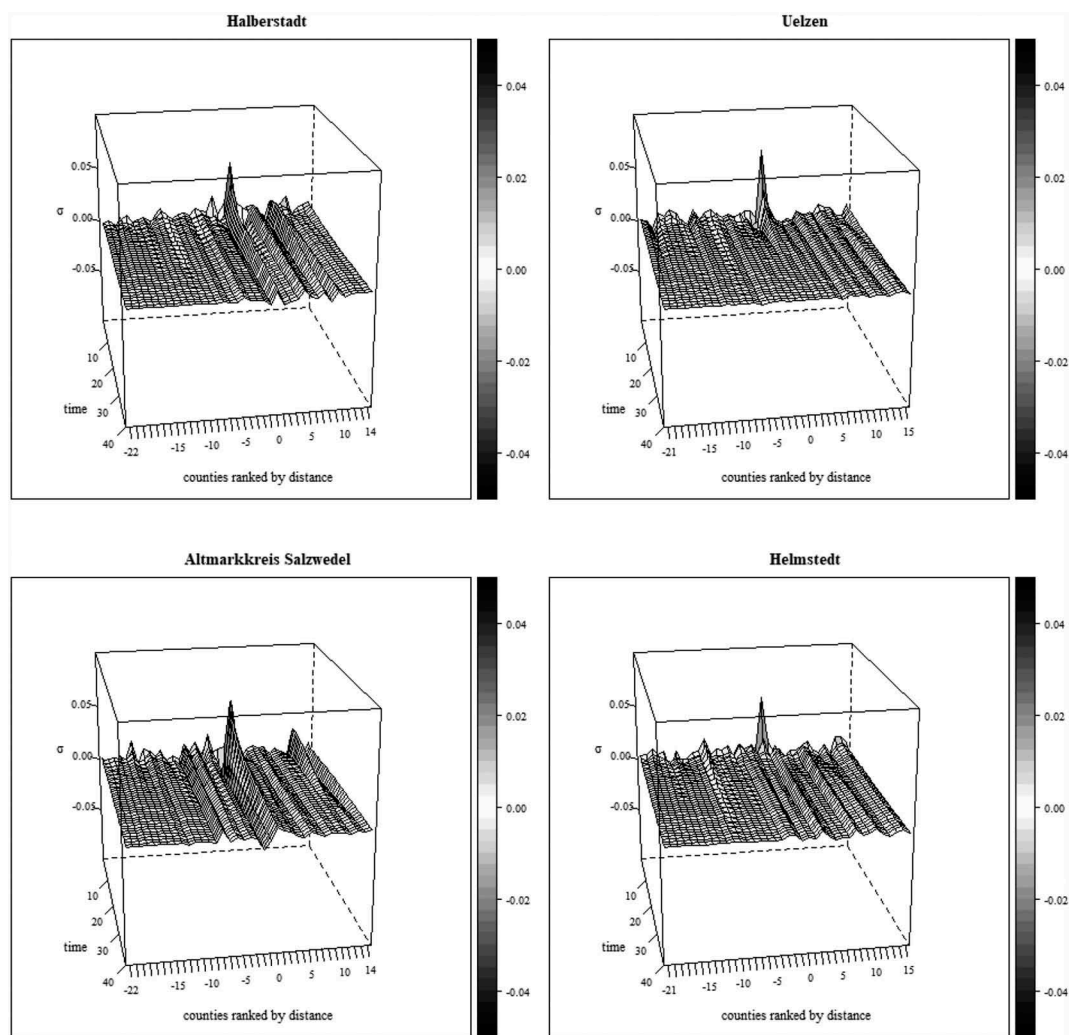 Halberstadt
0.05
σ
0.00
-0.05
10
20
time 30
40
-22 -15 -10 -5 0 5 10 14
counties ranked by distance
0.04
0.02
0.00
-0.02
-0.04
Uelzen
0.05
σ
0.00
-0.05
10
20
time 30
40
-21 -15 -10 -5 0 5 10 15
counties ranked by distance
0.04
0.02
0.00
-0.02
-0.04
Altmarkkreis Salzwedel
0.05
σ
0.00
-0.05
10
20
time 30
40
-22 -15 -10 -5 0 5 10 14
counties ranked by distance
0.04
0.02
0.00
-0.02
-0.04
Helmstedt
0.05
σ
0.00
-0.05
10
20
time 30
40
-21 -15 -10 -5 0 5 10 15
counties ranked by distance
0.04
0.02
0.00
-0.02
-0.04